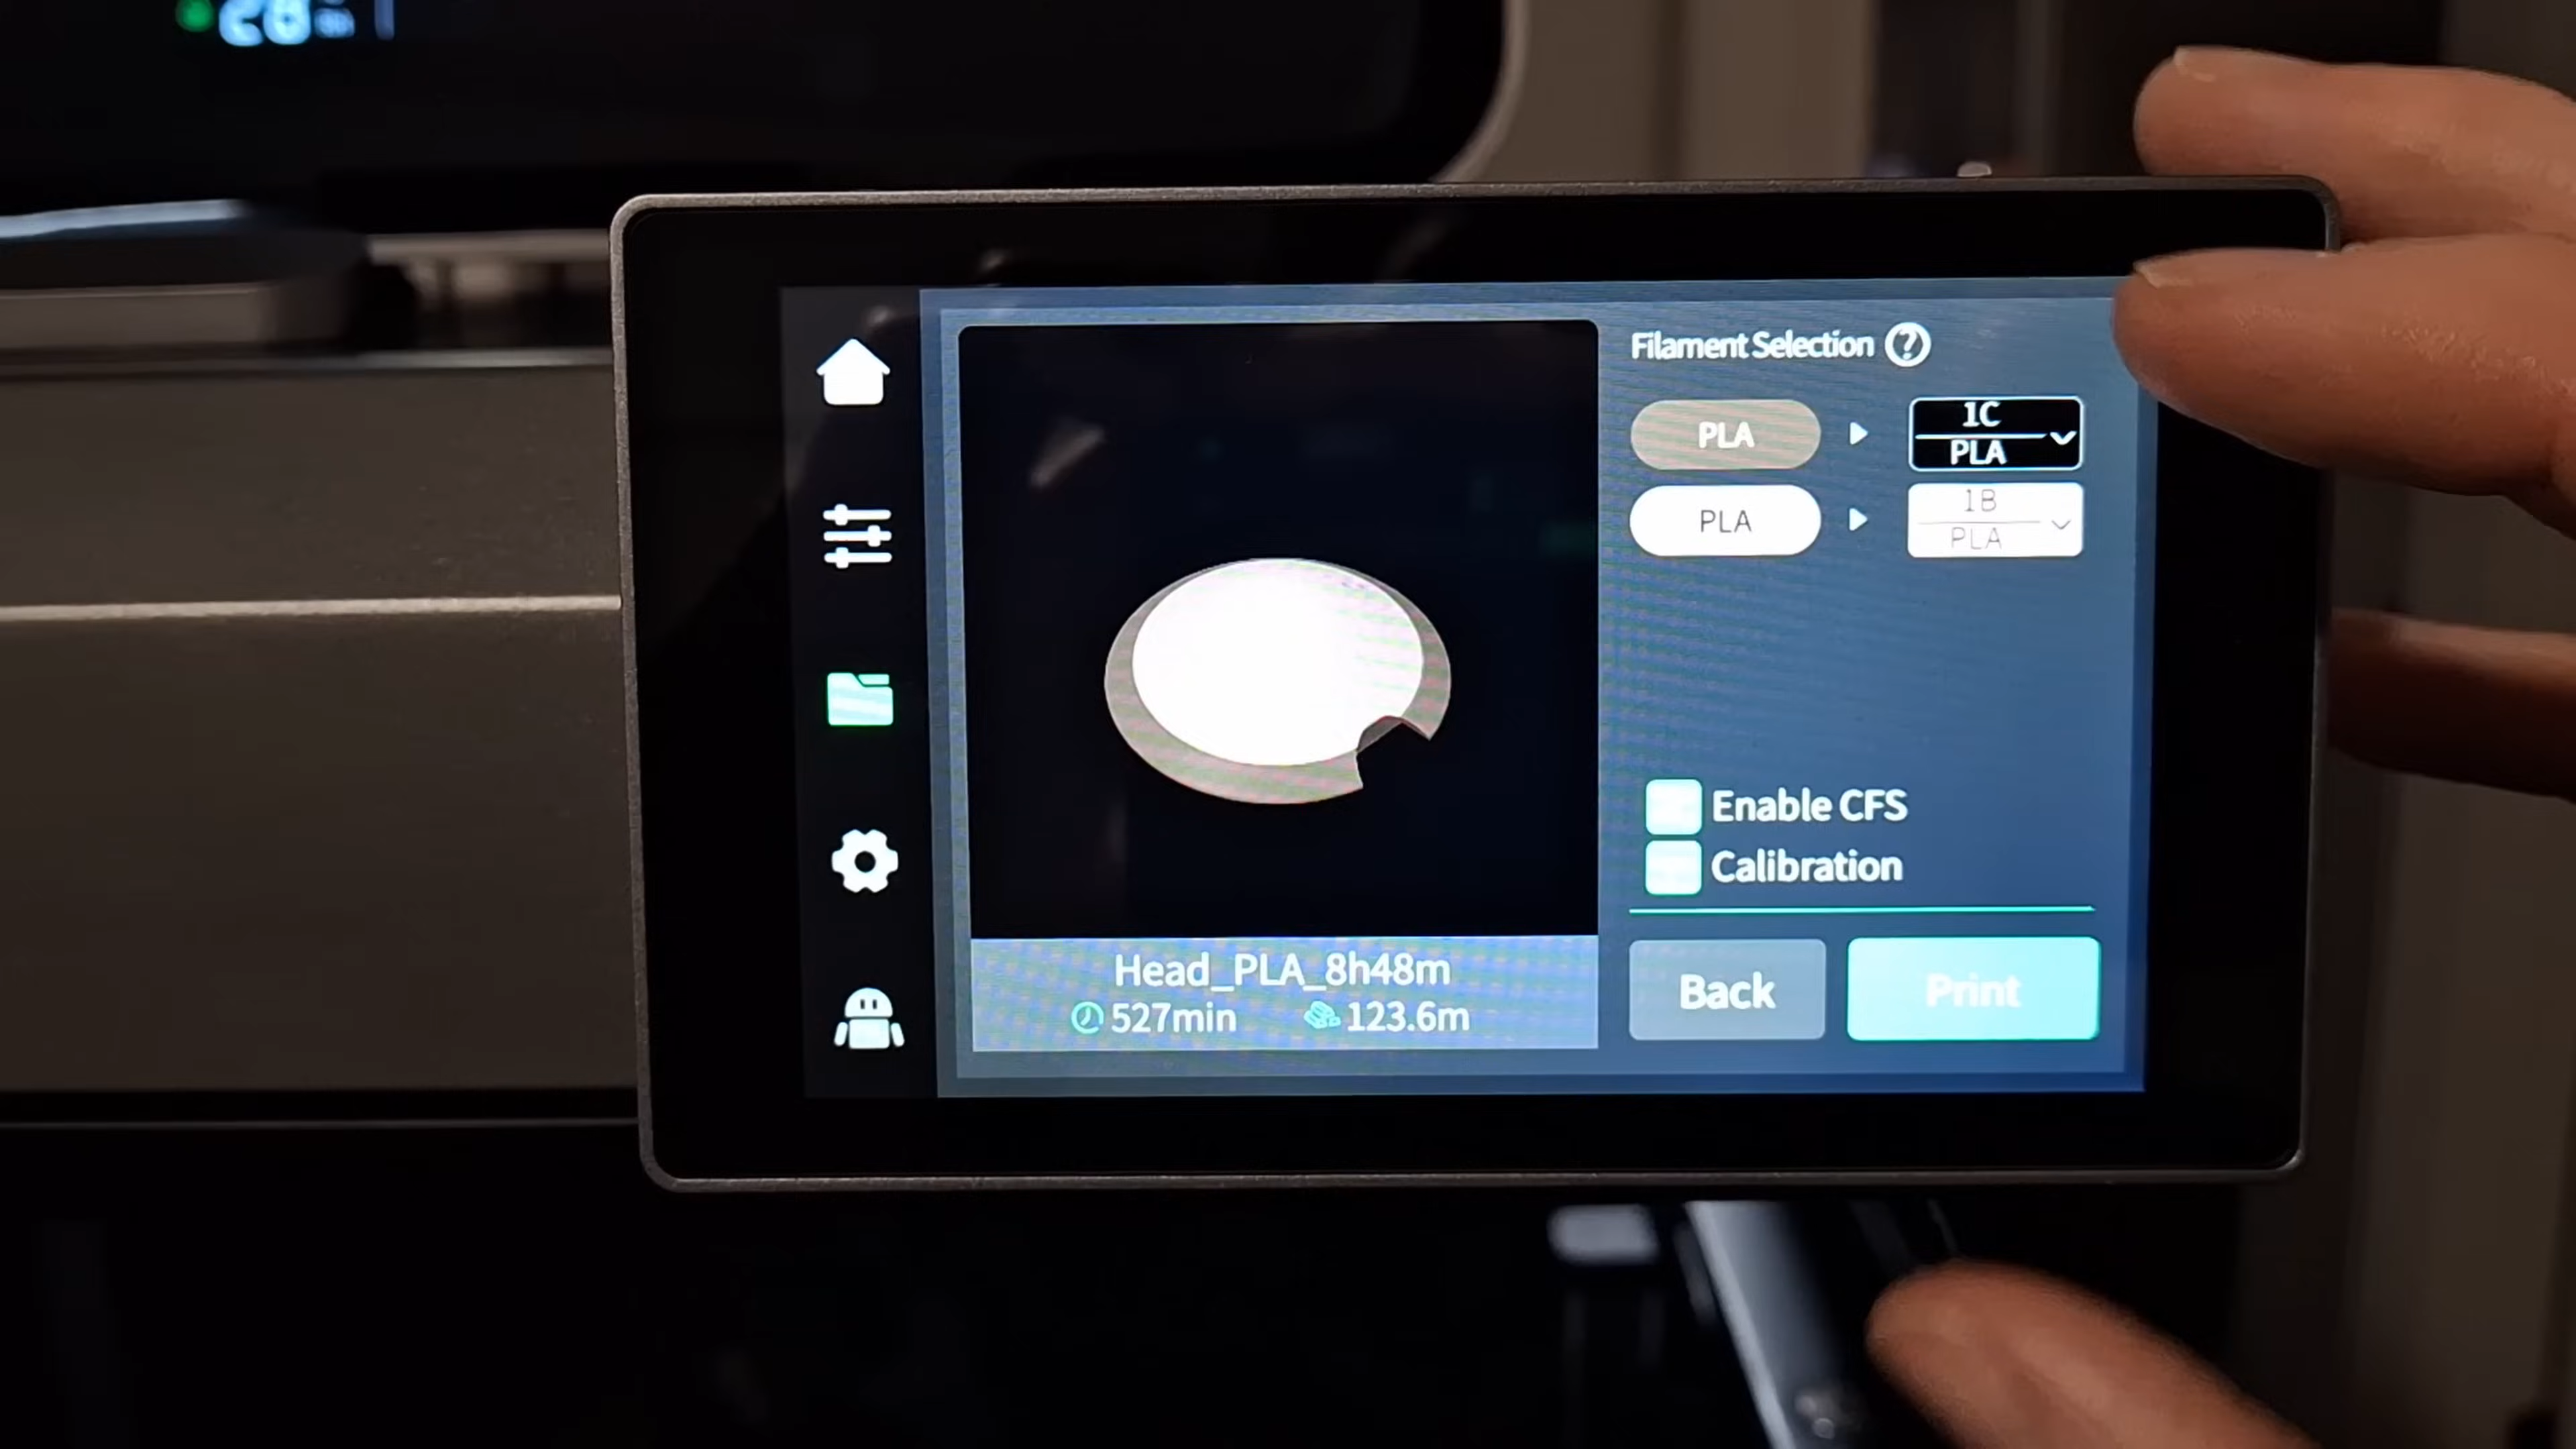 Filament Selection ?
PLA
1C
PLA
PLA
1B
PLA
Enable CFS
Calibration
Head_PLA_8h48m
527min
123.6m
Back
Print